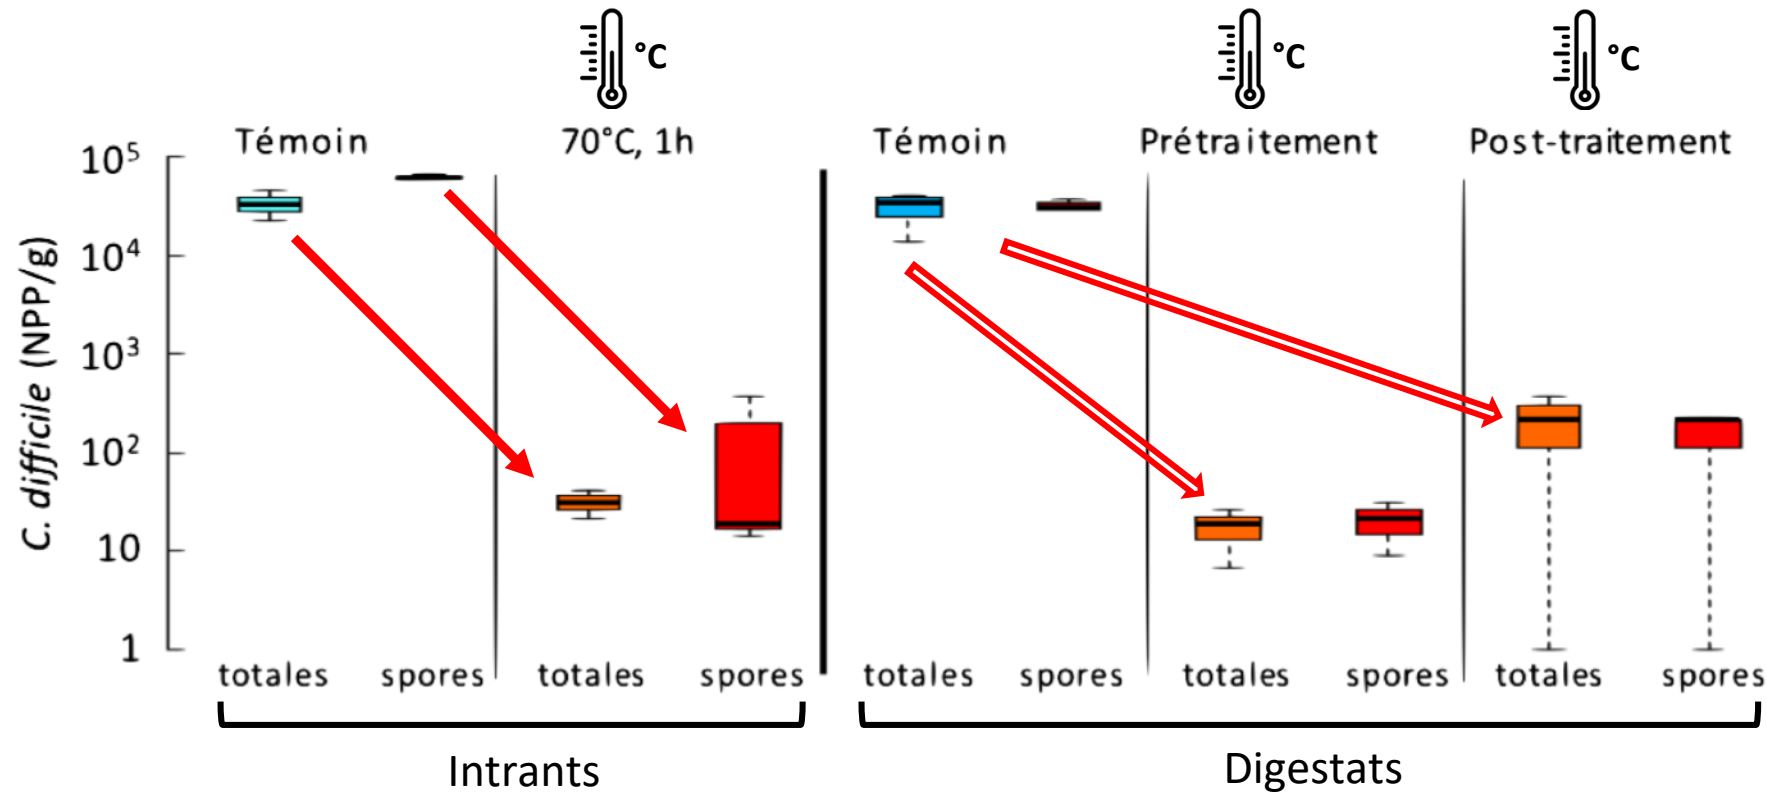 °C °C °C
Témoin 70°C, 1h Témoin Prétraitement Post-traitement
C. difficile (NPP/g)
10⁵
10⁴
10³
10²
10
1
totales spores totales spores totales spores totales spores totales spores
Intrants Digestats